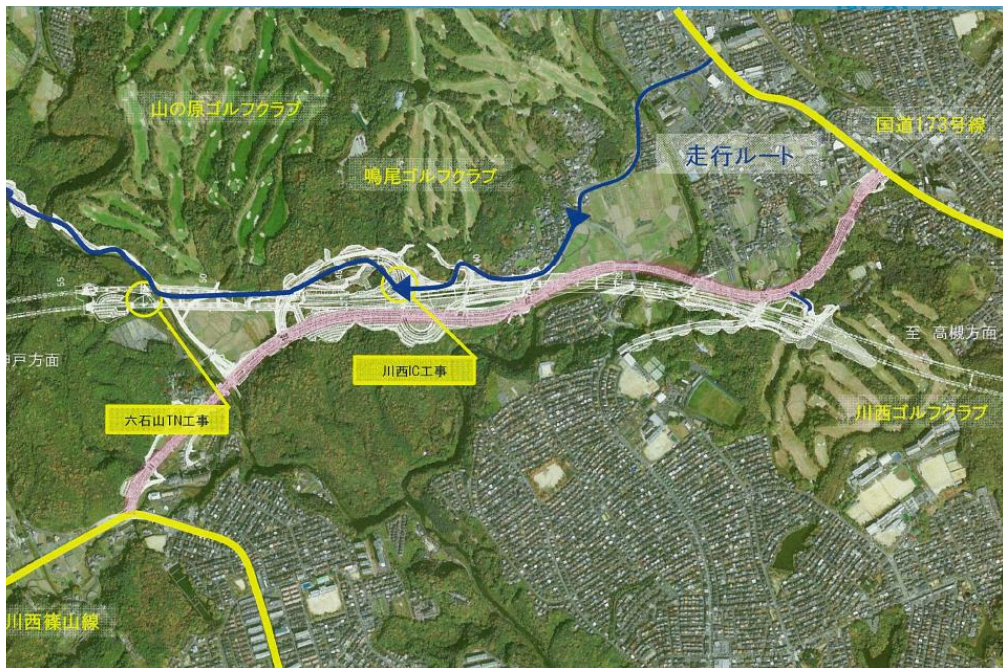 山の原ゴルフクラブ
鳴尾ゴルフクラブ
国道173号線
走行ルート
神戸方面
至 高槻方面
川西IC工事
六石山TN工事
川西ゴルフクラブ
川西篠山線